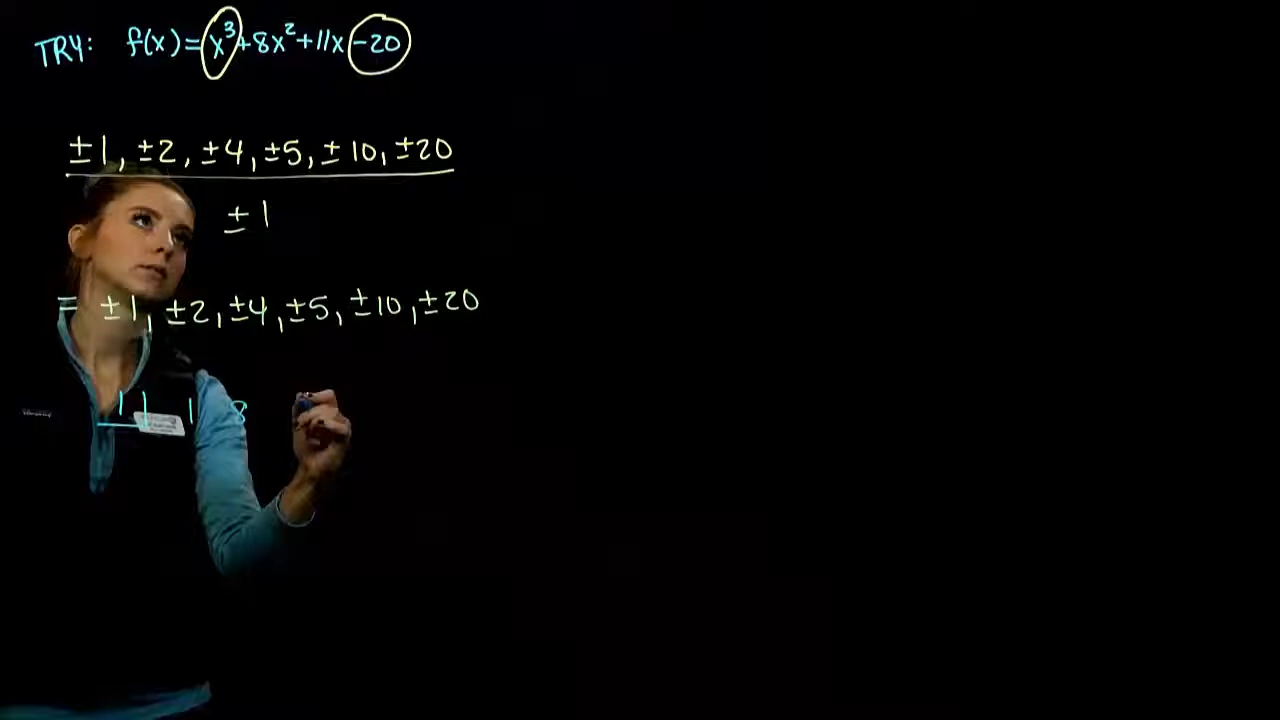 TRY: f(x)=x³+8x²+11x-20
±1, ±2, ±4, ±5, ±10, ±20
±1
= ±1, ±2, ±4, ±5, ±10, ±20
1| 1 8